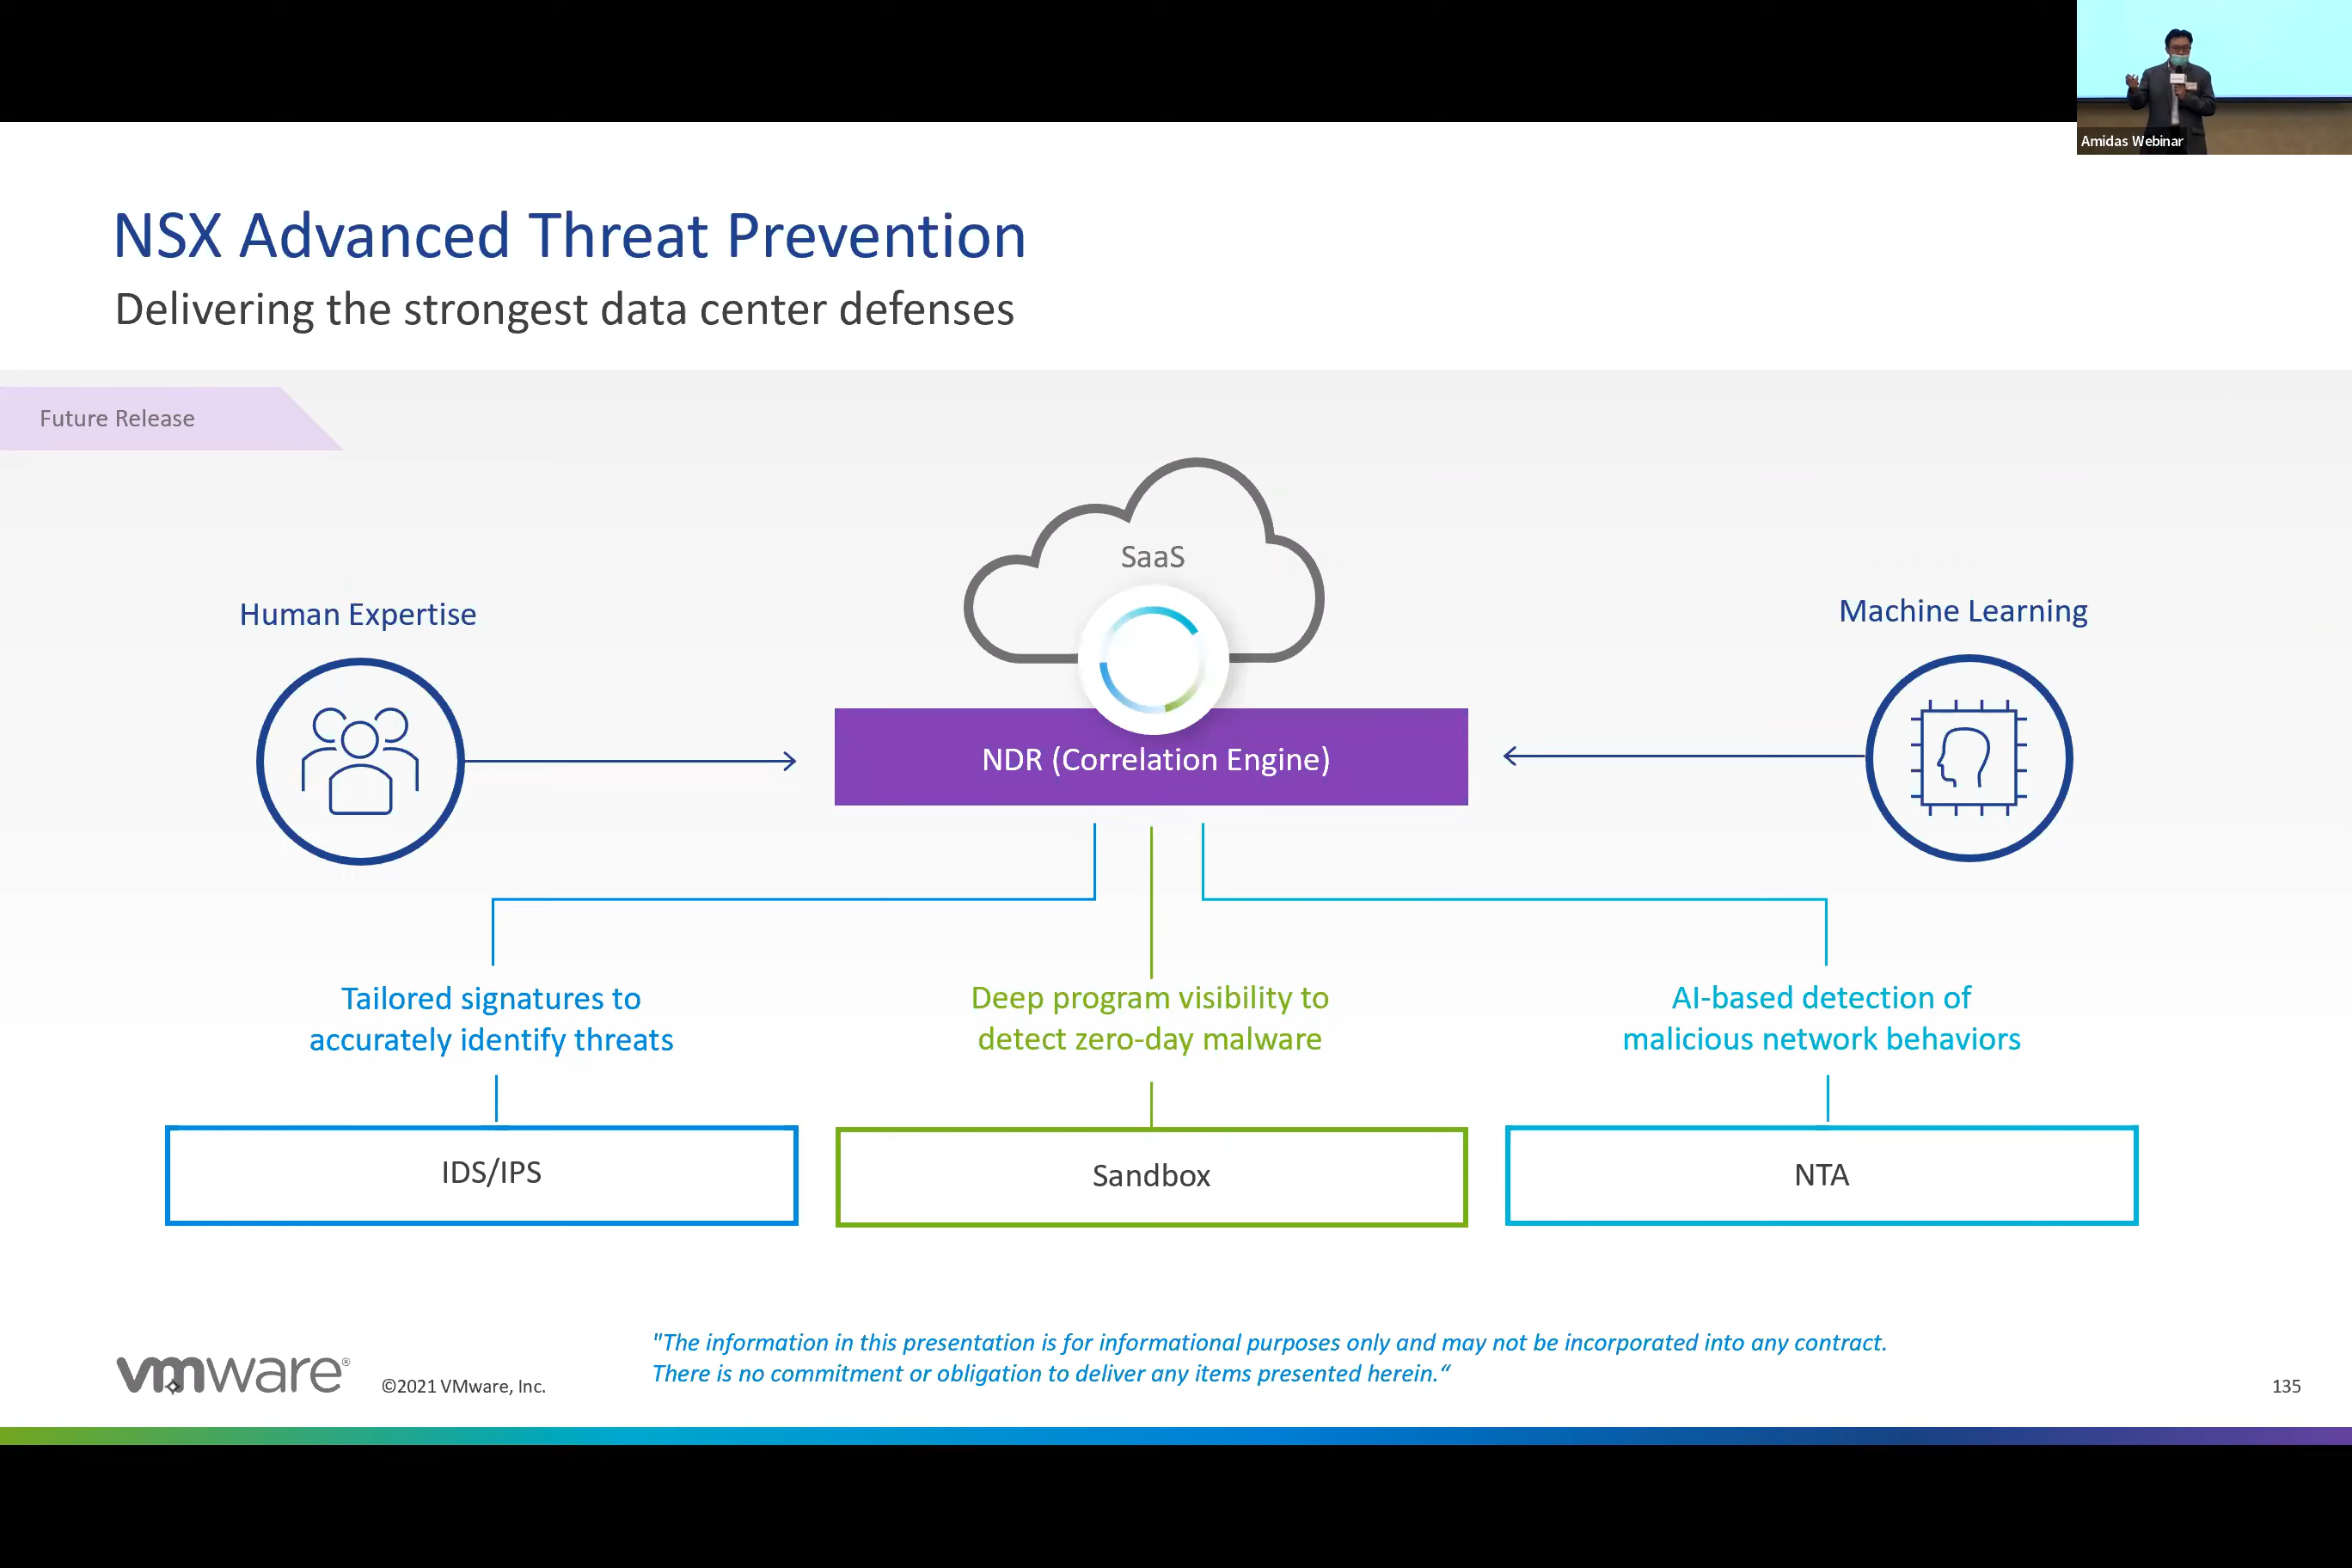 Amidas Webinar
NSX Advanced Threat Prevention
Delivering the strongest data center defenses
Future Release
SaaS
Human Expertise
Machine Learning
NDR (Correlation Engine)
Tailored signatures to
accurately identify threats
Deep program visibility to
detect zero-day malware
AI-based detection of
malicious network behaviors
IDS/IPS
Sandbox
NTA
"The information in this presentation is for informational purposes only and may not be incorporated into any contract.
There is no commitment or obligation to deliver any items presented herein.“
vmware®
©2021 VMware, Inc.
135